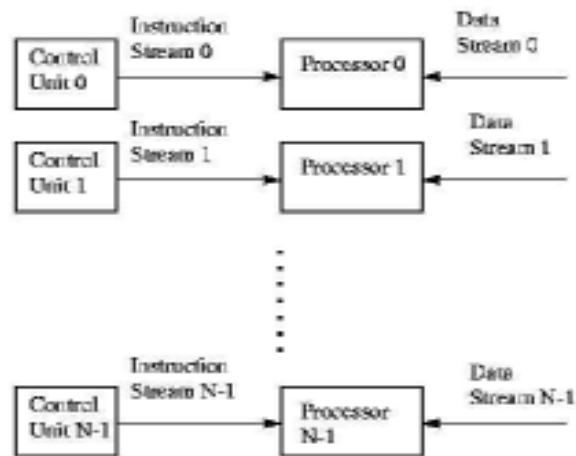 Control
Unit 0
Instruction
Stream 0
Processor 0
Data
Stream 0
Control
Unit 1
Instruction
Stream 1
Processor 1
Data
Stream 1
Control
Unit N-1
Instruction
Stream N-1
Processor
N-1
Data
Stream N-1